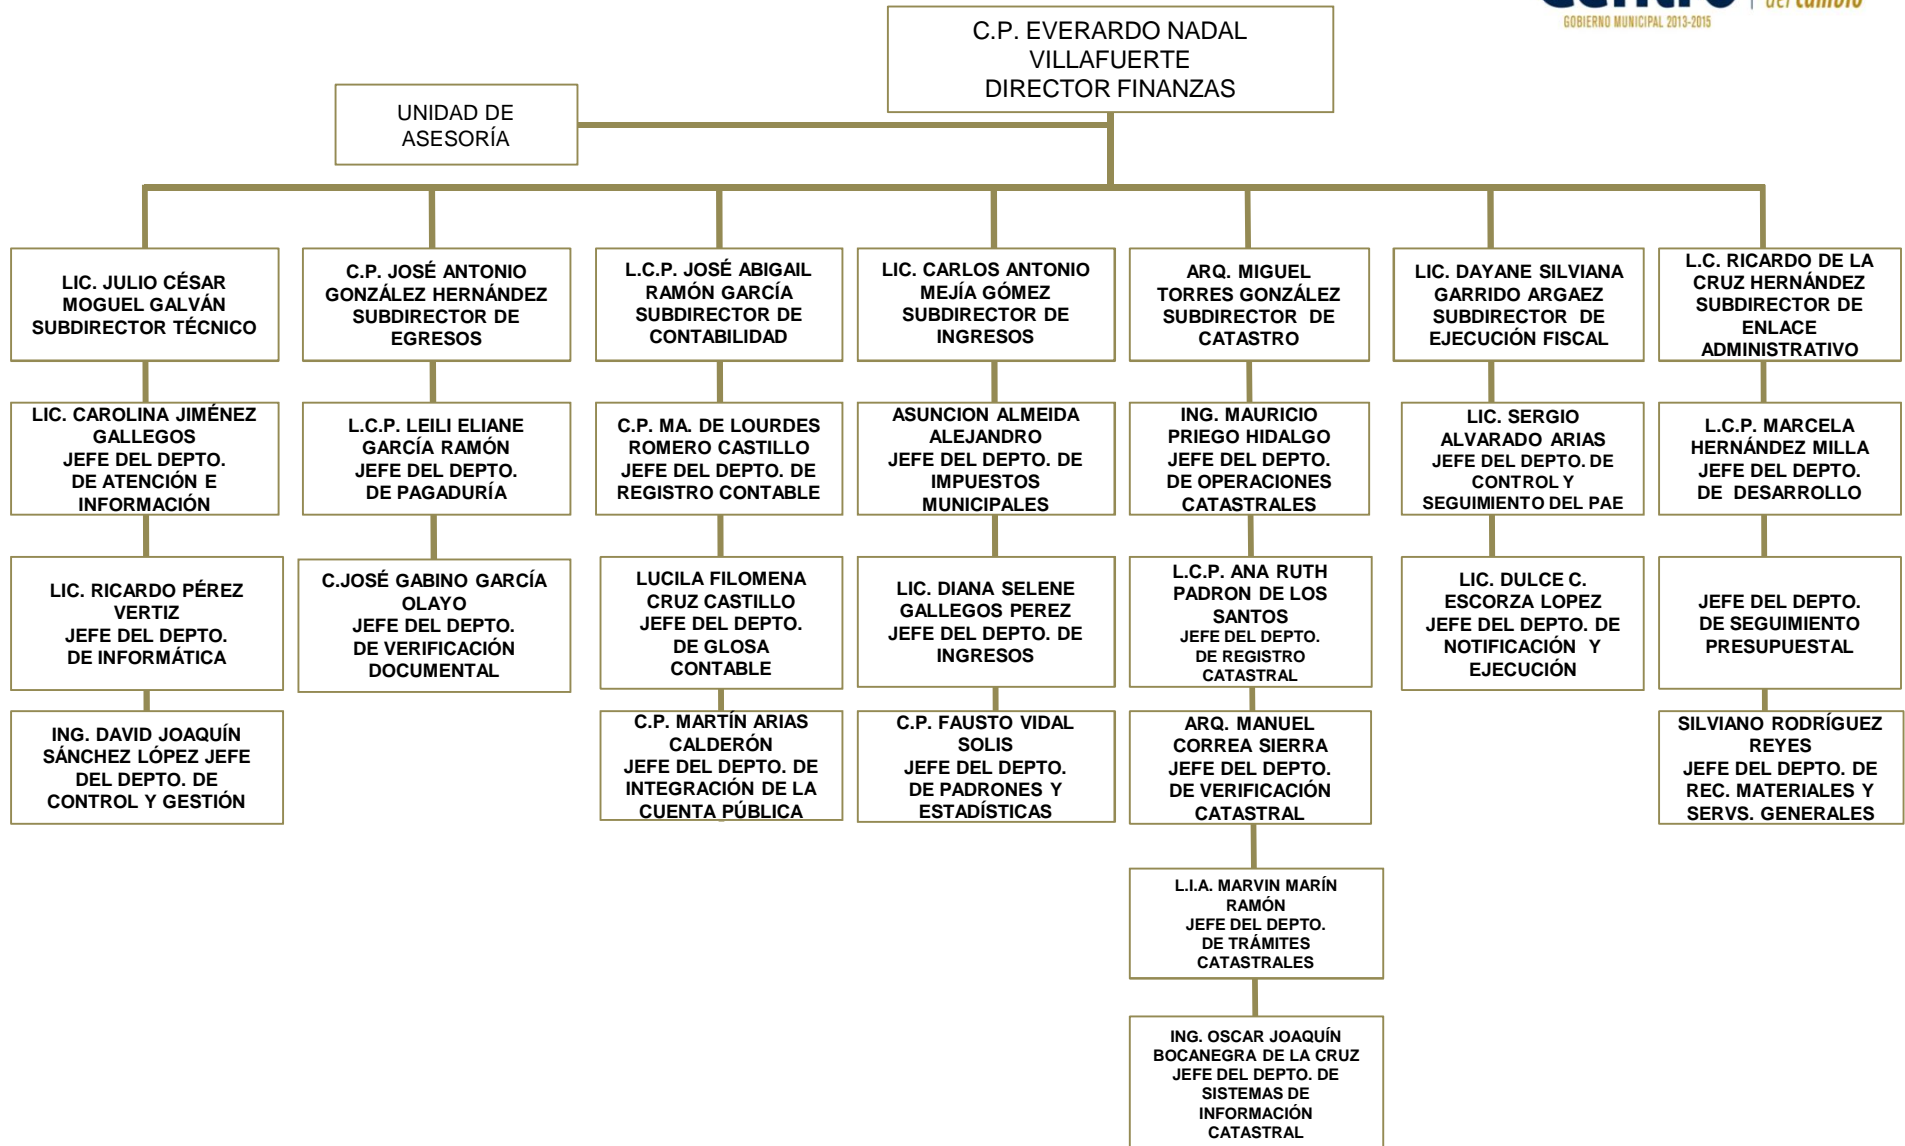 Centro
del cambio
GOBIERNO MUNICIPAL 2013-2015
C.P. EVERARDO NADAL
VILLAFUERTE
DIRECTOR FINANZAS
UNIDAD DE
ASESORÍA
LIC. JULIO CÉSAR
MOGUEL GALVÁN
SUBDIRECTOR TÉCNICO
C.P. JOSÉ ANTONIO
GONZÁLEZ HERNÁNDEZ
SUBDIRECTOR DE
EGRESOS
L.C.P. JOSÉ ABIGAIL
RAMÓN GARCÍA
SUBDIRECTOR DE
CONTABILIDAD
LIC. CARLOS ANTONIO
MEJÍA GÓMEZ
SUBDIRECTOR DE
INGRESOS
ARQ. MIGUEL
TORRES GONZÁLEZ
SUBDIRECTOR DE
CATASTRO
LIC. DAYANE SILVIANA
GARRIDO ARGAEZ
SUBDIRECTOR DE
EJECUCIÓN FISCAL
L.C. RICARDO DE LA
CRUZ HERNÁNDEZ
SUBDIRECTOR DE
ENLACE
ADMINISTRATIVO
LIC. CAROLINA JIMÉNEZ
GALLEGOS
JEFE DEL DEPTO.
DE ATENCIÓN E
INFORMACIÓN
L.C.P. LEILI ELIANE
GARCÍA RAMÓN
JEFE DEL DEPTO.
DE PAGADURÍA
C.P. MA. DE LOURDES
ROMERO CASTILLO
JEFE DEL DEPTO. DE
REGISTRO CONTABLE
ASUNCION ALMEIDA
ALEJANDRO
JEFE DEL DEPTO. DE
IMPUESTOS
MUNICIPALES
ING. MAURICIO
PRIEGO HIDALGO
JEFE DEL DEPTO.
DE OPERACIONES
CATASTRALES
LIC. SERGIO
ALVARADO ARIAS
JEFE DEL DEPTO. DE
CONTROL Y
SEGUIMIENTO DEL PAE
L.C.P. MARCELA
HERNÁNDEZ MILLA
JEFE DEL DEPTO.
DE DESARROLLO
LIC. RICARDO PÉREZ
VERTIZ
JEFE DEL DEPTO.
DE INFORMÁTICA
C.JOSÉ GABINO GARCÍA
OLAYO
JEFE DEL DEPTO.
DE VERIFICACIÓN
DOCUMENTAL
LUCILA FILOMENA
CRUZ CASTILLO
JEFE DEL DEPTO.
DE GLOSA
CONTABLE
LIC. DIANA SELENE
GALLEGOS PEREZ
JEFE DEL DEPTO. DE
INGRESOS
L.C.P. ANA RUTH
PADRON DE LOS
SANTOS
JEFE DEL DEPTO.
DE REGISTRO
CATASTRAL
LIC. DULCE C.
ESCORZA LOPEZ
JEFE DEL DEPTO. DE
NOTIFICACIÓN Y
EJECUCIÓN
JEFE DEL DEPTO.
DE SEGUIMIENTO
PRESUPUESTAL
ING. DAVID JOAQUÍN
SÁNCHEZ LÓPEZ JEFE
DEL DEPTO. DE
CONTROL Y GESTIÓN
C.P. MARTÍN ARIAS
CALDERÓN
JEFE DEL DEPTO. DE
INTEGRACIÓN DE LA
CUENTA PÚBLICA
C.P. FAUSTO VIDAL
SOLIS
JEFE DEL DEPTO.
DE PADRONES Y
ESTADÍSTICAS
ARQ. MANUEL
CORREA SIERRA
JEFE DEL DEPTO.
DE VERIFICACIÓN
CATASTRAL
SILVIANO RODRÍGUEZ
REYES
JEFE DEL DEPTO. DE
REC. MATERIALES Y
SERVS. GENERALES
L.I.A. MARVIN MARÍN
RAMÓN
JEFE DEL DEPTO.
DE TRÁMITES
CATASTRALES
ING. OSCAR JOAQUÍN
BOCANEGRA DE LA CRUZ
JEFE DEL DEPTO. DE
SISTEMAS DE
INFORMACIÓN
CATASTRAL